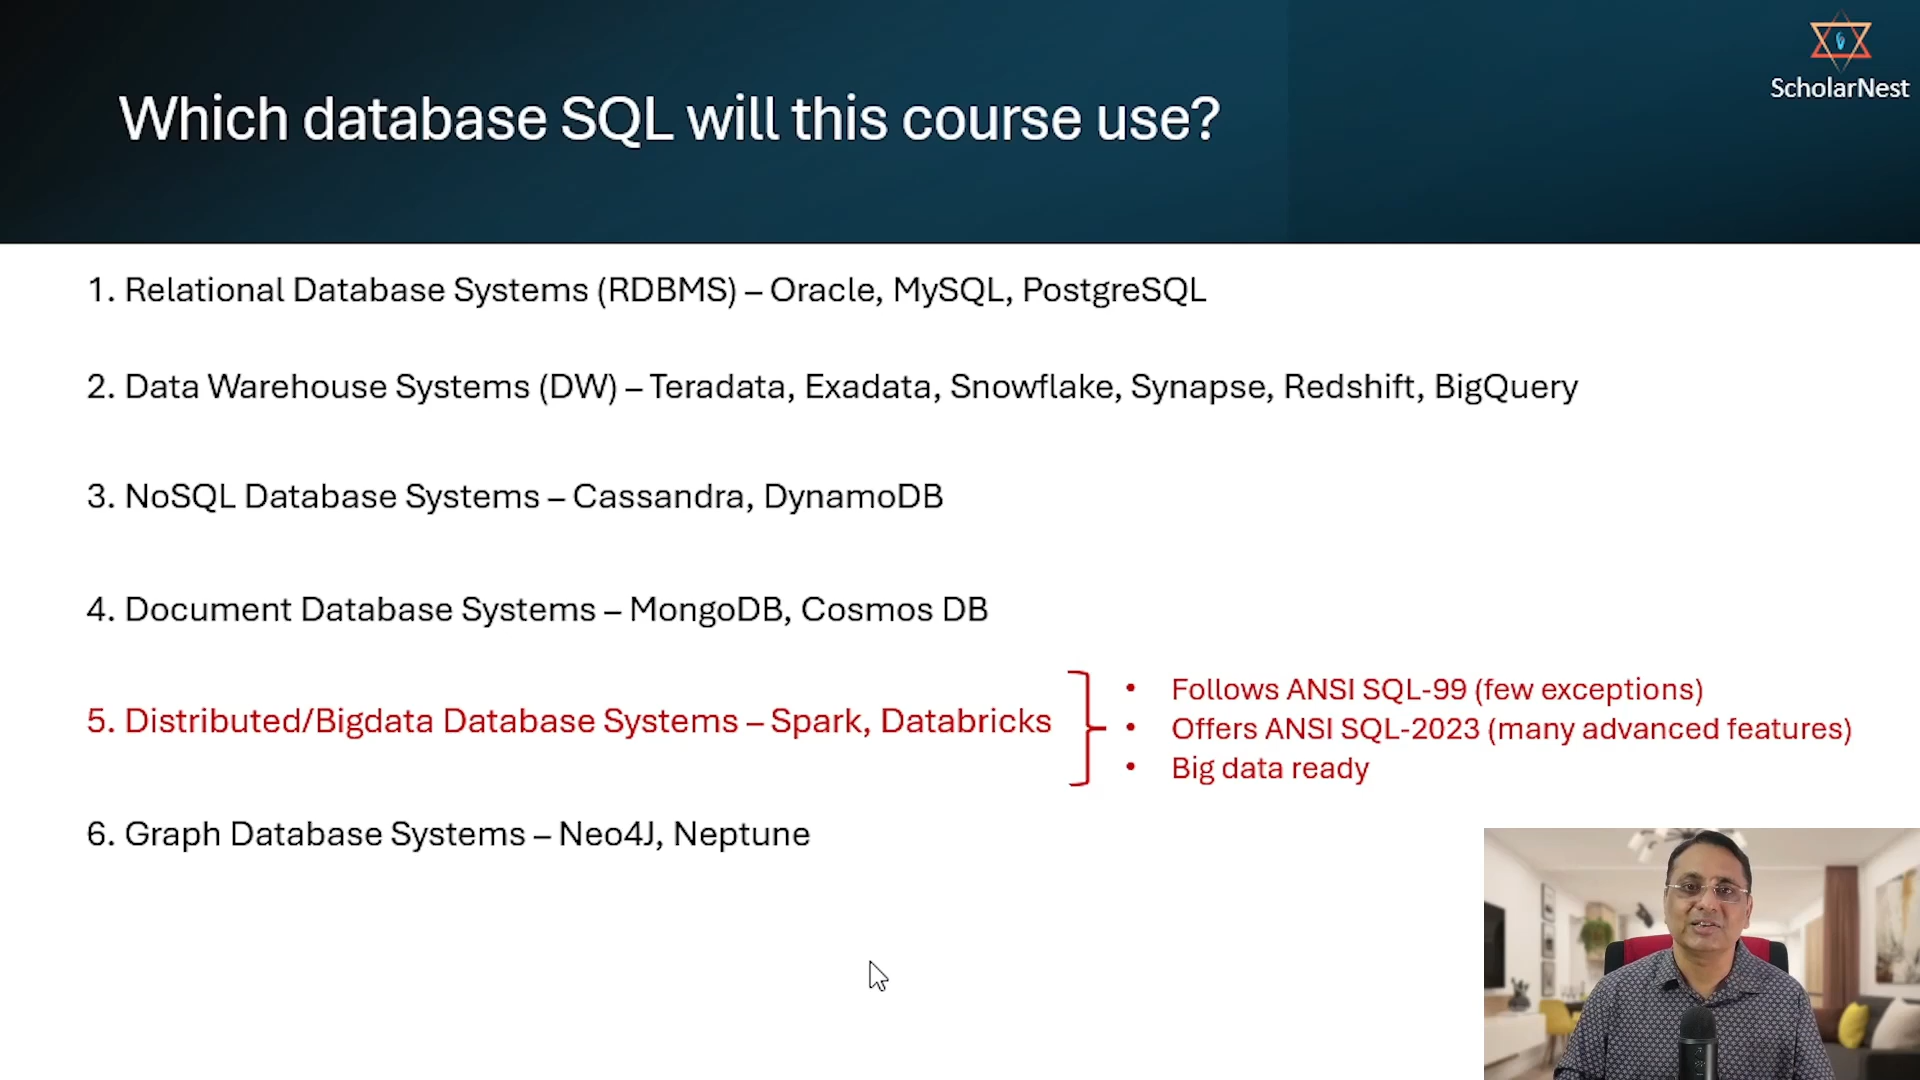 ScholarNest
Which database SQL will this course use?
1. Relational Database Systems (RDBMS) – Oracle, MySQL, PostgreSQL
2. Data Warehouse Systems (DW) – Teradata, Exadata, Snowflake, Synapse, Redshift, BigQuery
3. NoSQL Database Systems – Cassandra, DynamoDB
4. Document Database Systems – MongoDB, Cosmos DB
5. Distributed/Bigdata Database Systems – Spark, Databricks
• Follows ANSI SQL-99 (few exceptions)
• Offers ANSI SQL-2023 (many advanced features)
• Big data ready
6. Graph Database Systems – Neo4J, Neptune